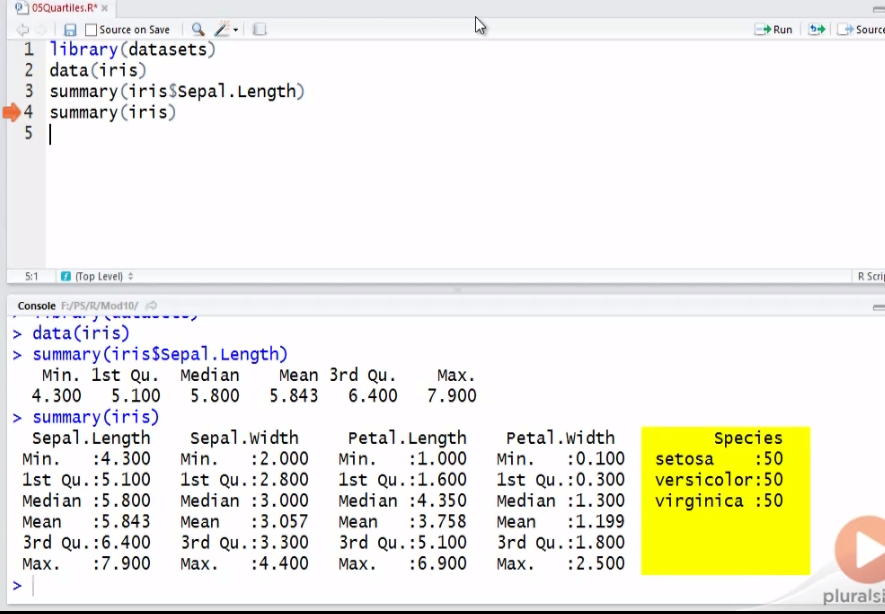 05Quartiles.R* ×
Source on Save Run Source
1 library(datasets)
2 data(iris)
3 summary(iris$Sepal.Length)
4 summary(iris)
5
5:1 (Top Level) R Scrip
Console F:/PS/R/Mod10/
> library(datasets)
> data(iris)
> summary(iris$Sepal.Length)
Min. 1st Qu. Median Mean 3rd Qu. Max.
4.300 5.100 5.800 5.843 6.400 7.900
> summary(iris)
Sepal.Length Sepal.Width Petal.Length Petal.Width Species
Min. :4.300 Min. :2.000 Min. :1.000 Min. :0.100 setosa :50
1st Qu.:5.100 1st Qu.:2.800 1st Qu.:1.600 1st Qu.:0.300 versicolor:50
Median :5.800 Median :3.000 Median :4.350 Median :1.300 virginica :50
Mean :5.843 Mean :3.057 Mean :3.758 Mean :1.199
3rd Qu.:6.400 3rd Qu.:3.300 3rd Qu.:5.100 3rd Qu.:1.800
Max. :7.900 Max. :4.400 Max. :6.900 Max. :2.500
>
pluralsi